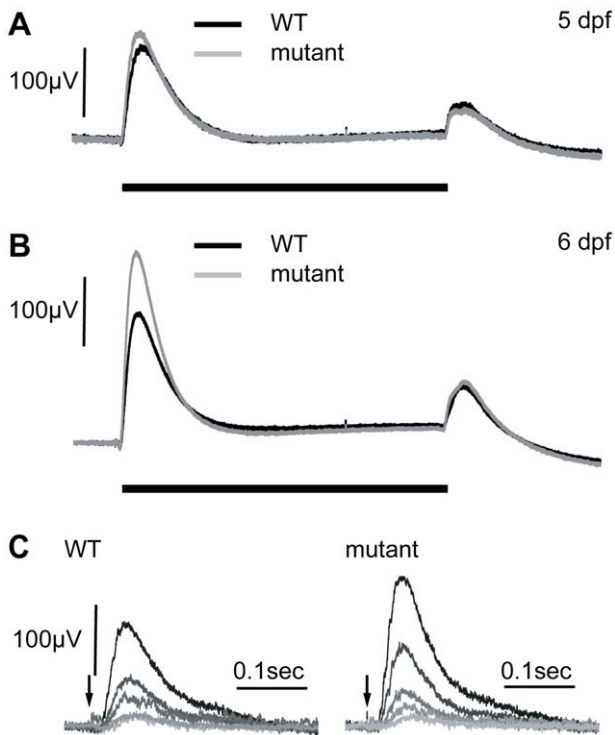 A
WT
mutant
5 dpf
100µV
B
WT
mutant
6 dpf
100µV
C
WT
mutant
100µV
0.1sec
0.1sec